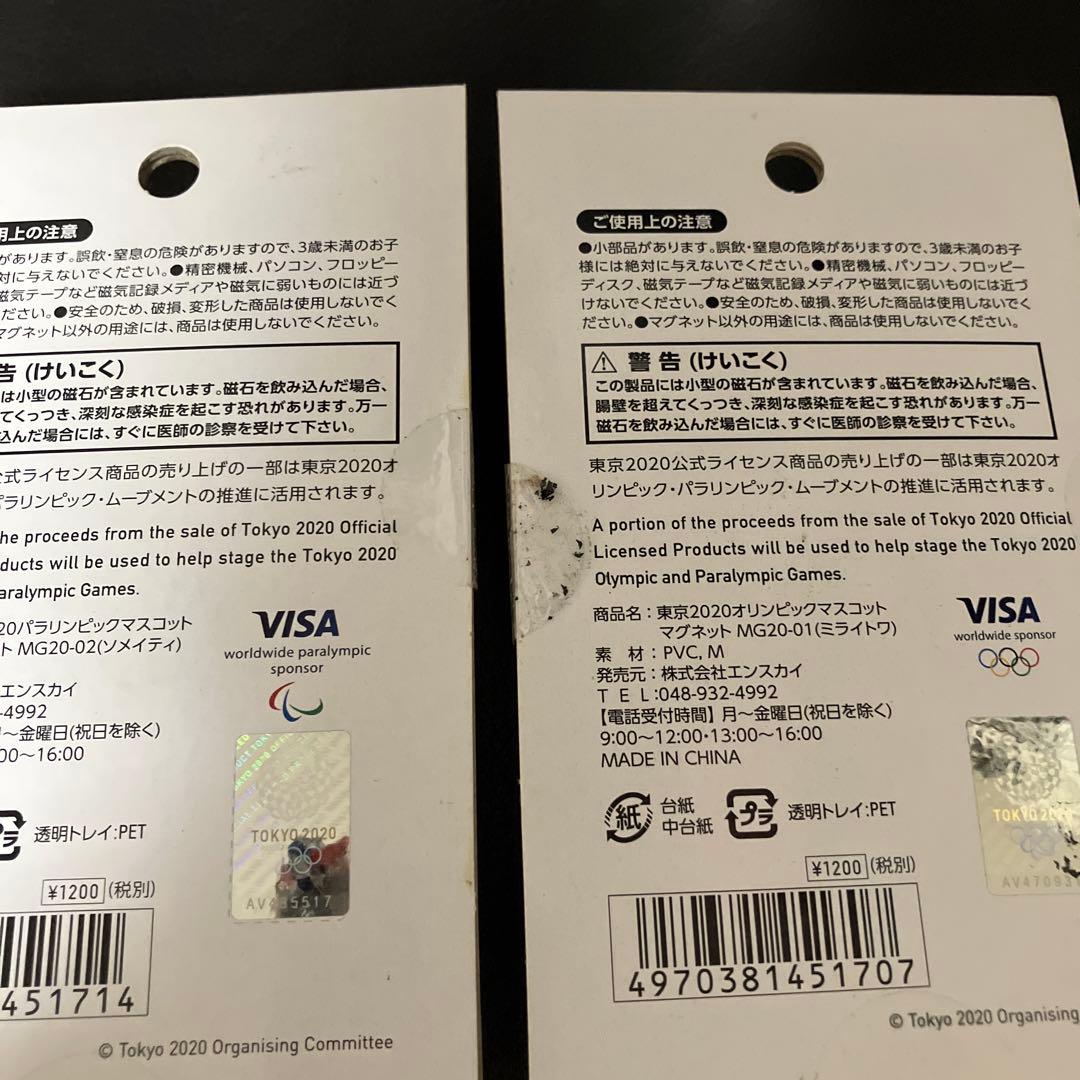 用上の注意
があります。誤飲・窒息の危険がありますので、3歳未満のお子
対に与えないでください。●精密機械、パソコン、フロッピー
磁気テープなど磁気記録メディアや磁気に弱いものには近づ
ださい。●安全のため、破損、変形した商品は使用しないでく
マグネット以外の用途には、商品は使用しないでください。
告 (けいこく)
は小型の磁石が含まれています。磁石を飲み込んだ場合、
てくっつき、深刻な感染症を起こす恐れがあります。万一
込んだ場合には、すぐに医師の診察を受けて下さい。
公式ライセンス商品の売り上げの一部は東京2020オ
パラリンピック・ムーブメントの推進に活用されます。
he proceeds from the sale of Tokyo 2020 Official
ducts will be used to help stage the Tokyo 2020
aralympic Games.
20パラリンピックマスコット
ト MG20-02(ソメイティ)
エンスカイ
-4992
月～金曜日(祝日を除く)
00～16:00
VISA
worldwide paralympic
sponsor
TOKYO 2020
プラ
透明トレイ:PET
¥1200 (税別)
451714
© Tokyo 2020 Organising Committee
ご使用上の注意
●小部品があります。誤飲・窒息の危険がありますので、3歳未満のお子
様には絶対に与えないでください。●精密機械、パソコン、フロッピー
ディスク、磁気テープなど磁気記録メディアや磁気に弱いものには近づ
けないでください。●安全のため、破損、変形した商品は使用しないでく
ださい。●マグネット以外の用途には、商品は使用しないでください。
⚠ 警告 (けいこく)
この製品には小型の磁石が含まれています。磁石を飲み込んだ場合、
腸壁を超えてくっつき、深刻な感染症を起こす恐れがあります。万一
磁石を飲み込んだ場合には、すぐに医師の診察を受けて下さい。
東京2020公式ライセンス商品の売り上げの一部は東京2020オ
リンピック・パラリンピック・ムーブメントの推進に活用されます。
A portion of the proceeds from the sale of Tokyo 2020 Official
Licensed Products will be used to help stage the Tokyo 2020
Olympic and Paralympic Games.
商品名：東京2020オリンピックマスコット
マグネット MG20-01(ミライトワ)
素 材：PVC, M
発売元：株式会社エンスカイ
T E L:048-932-4992
【電話受付時間】月～金曜日(祝日を除く)
9:00～12:00・13:00～16:00
MADE IN CHINA
VISA
worldwide sponsor
紙
台紙
中台紙
プラ
透明トレイ:PET
¥1200 (税別)
4970381451707
© Tokyo 2020 Organising